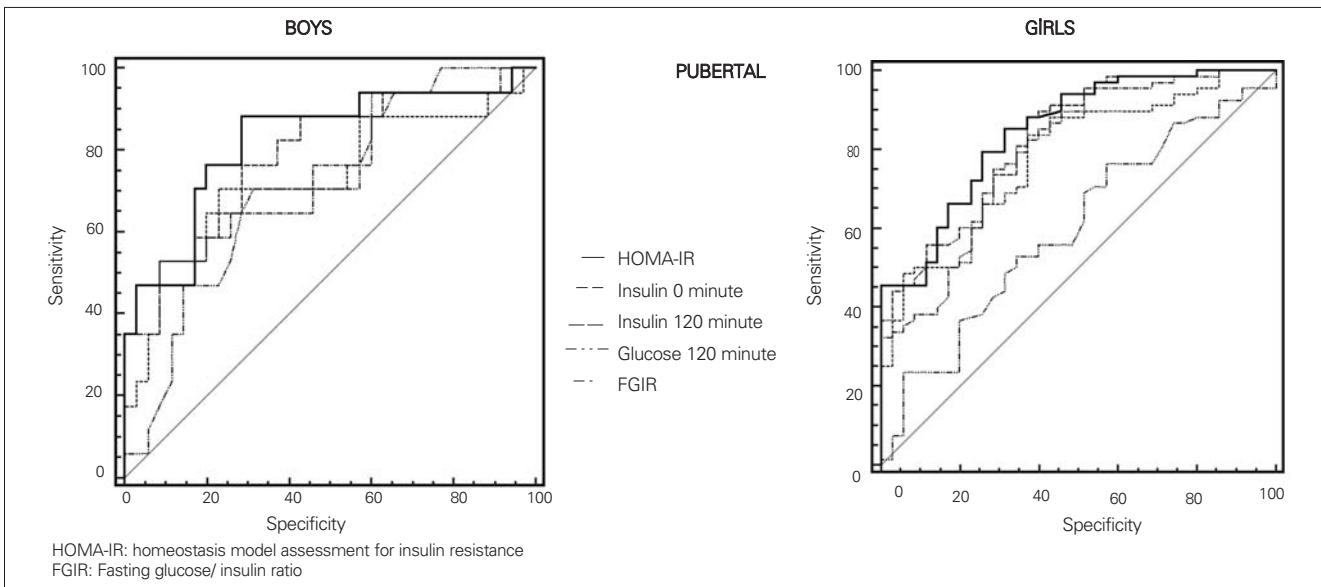 BOYS
GİRLS
PUBERTAL
100
80
60
40
20
0
Sensitivity
0 20 40 60 80 100
Specificity
HOMA-IR
Insulin 0 minute
Insulin 120 minute
Glucose 120 minute
FGIR
100
80
60
40
20
0
Sensitivity
0 20 40 60 80 100
Specificity
HOMA-IR: homeostasis model assessment for insulin resistance
FGIR: Fasting glucose/ insulin ratio